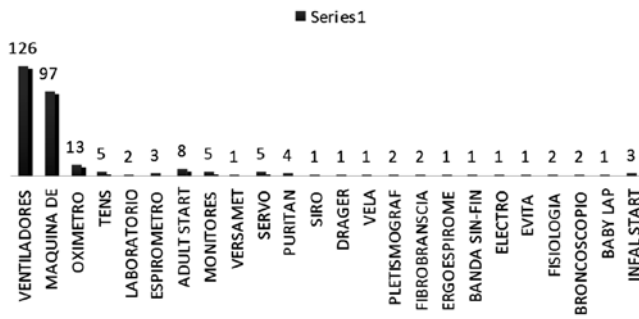 Series1
126
97
13
5
2
3
8
5
1
5
4
1
1
1
2
2
1
1
1
1
2
2
1
3
VENTILADORES
MAQUINA DE
OXIMETRO
TENS
LABORATORIO
ESPIROMETRO
ADULT START
MONITORES
VERSAMET
SERVO
PURITAN
SIRO
DRAGER
VELA
PLETISMOGRAF
FIBROBRANSCIA
ERGOESPIROME
BANDA SIN-FIN
ELECTRO
EVITA
FISIOLOGIA
BRONCOSCOPIO
BABY LAP
INFAL START